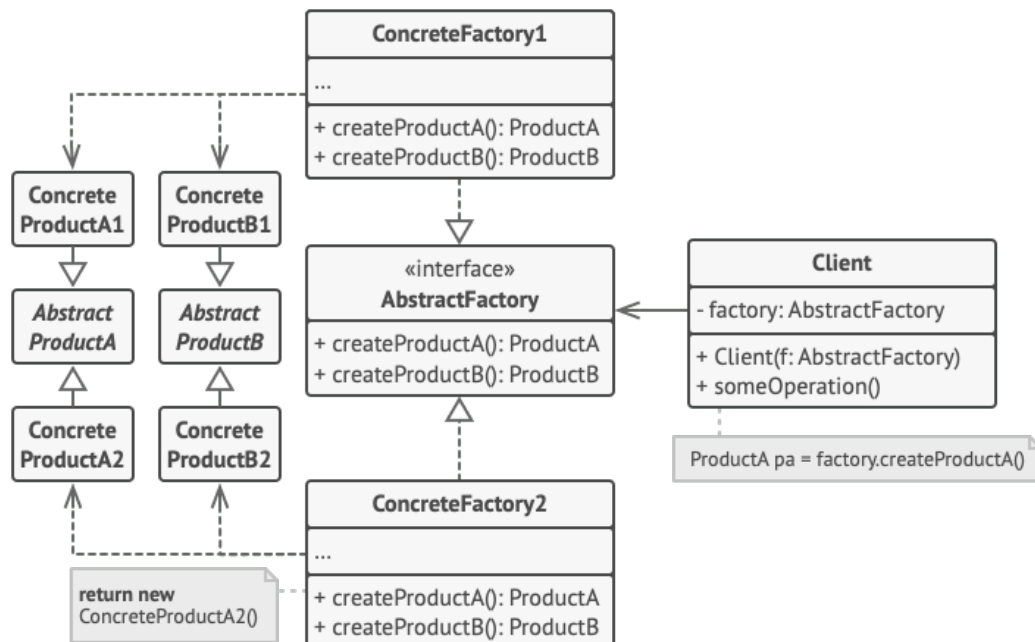 ConcreteFactory1
...
+ createProductA(): ProductA
+ createProductB(): ProductB
Concrete
ProductA1
Concrete
ProductB1
Abstract
ProductA
Abstract
ProductB
Concrete
ProductA2
Concrete
ProductB2
«interface»
AbstractFactory
+ createProductA(): ProductA
+ createProductB(): ProductB
Client
- factory: AbstractFactory
+ Client(f: AbstractFactory)
+ someOperation()
ProductA pa = factory.createProductA()
ConcreteFactory2
...
+ createProductA(): ProductA
+ createProductB(): ProductB
return new
ConcreteProductA2()